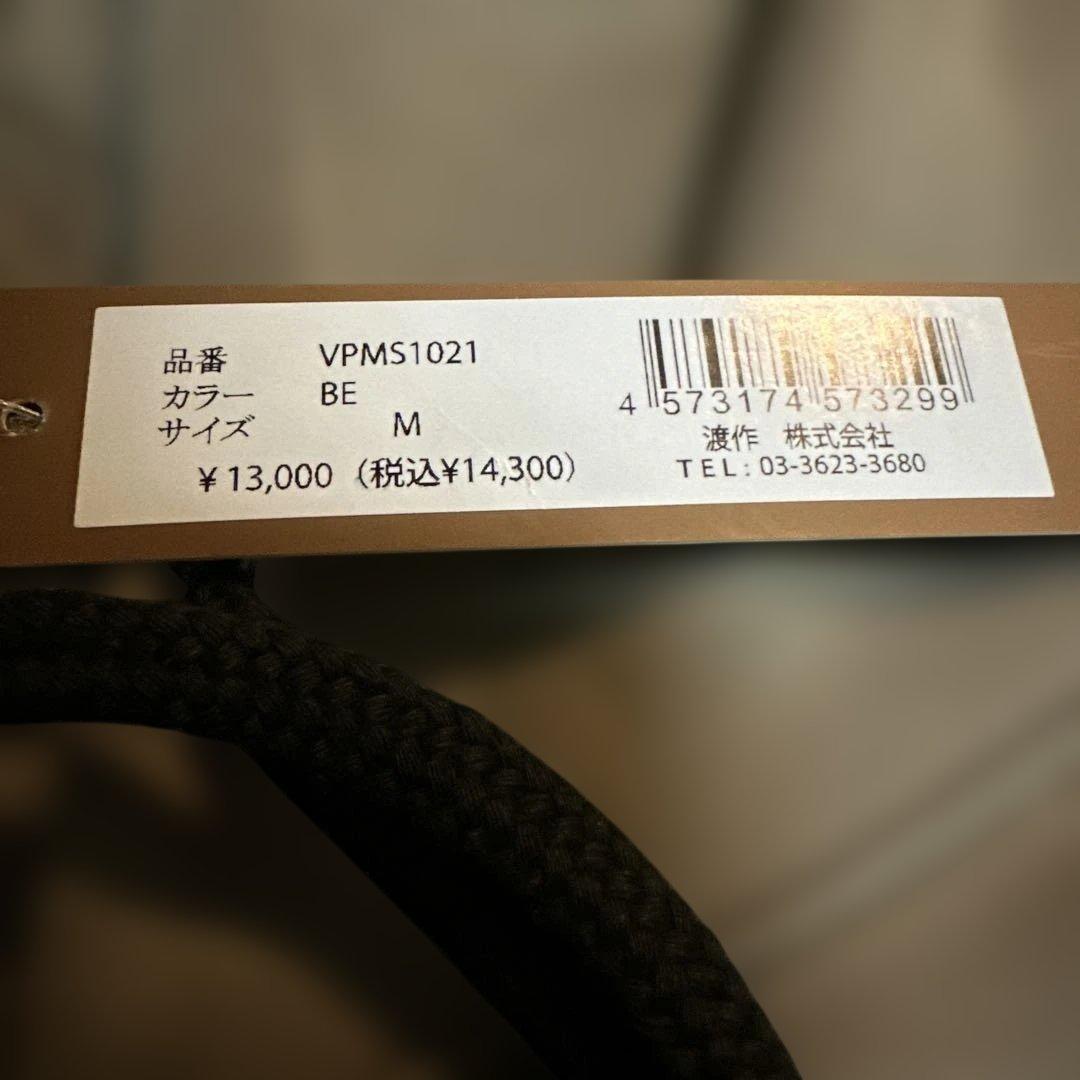 品番 VPMS1021
カラー BE
サイズ M
¥13,000（税込¥14,300）
4 573174 573299
渡作 株式会社
TEL: 03-3623-3680